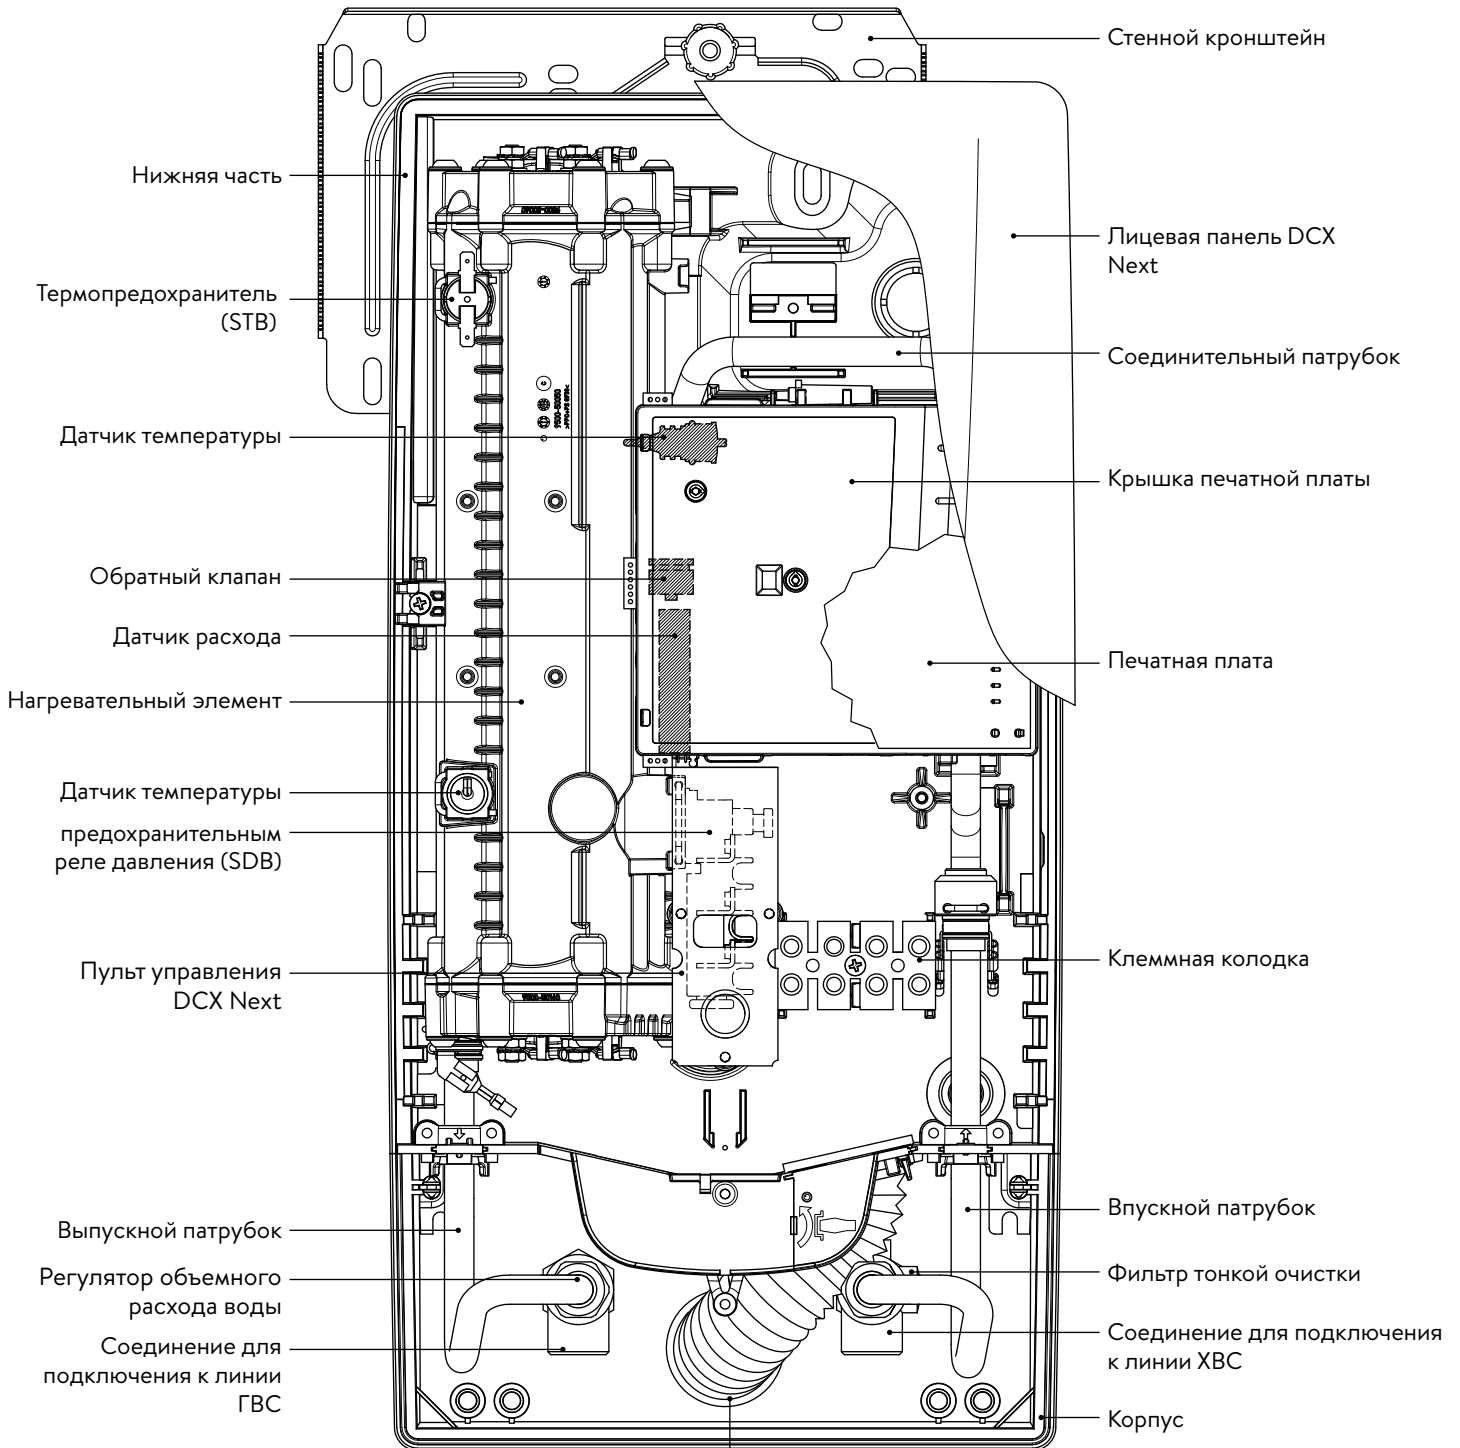 Стенной кронштейн
Нижняя часть
Лицевая панель DCX
Next
Термопредохранитель
(STB)
Соединительный патрубок
Датчик температуры
Крышка печатной платы
Обратный клапан
Датчик расхода
Печатная плата
Нагревательный элемент
Датчик температуры
предохранительным
реле давления (SDB)
Клеммная колодка
Пульт управления
DCX Next
Впускной патрубок
Выпускной патрубок
Фильтр тонкой очистки
Регулятор объемного
расхода воды
Соединение для подключения
к линии ХВС
Соединение для
подключения к линии
ГВС
Корпус